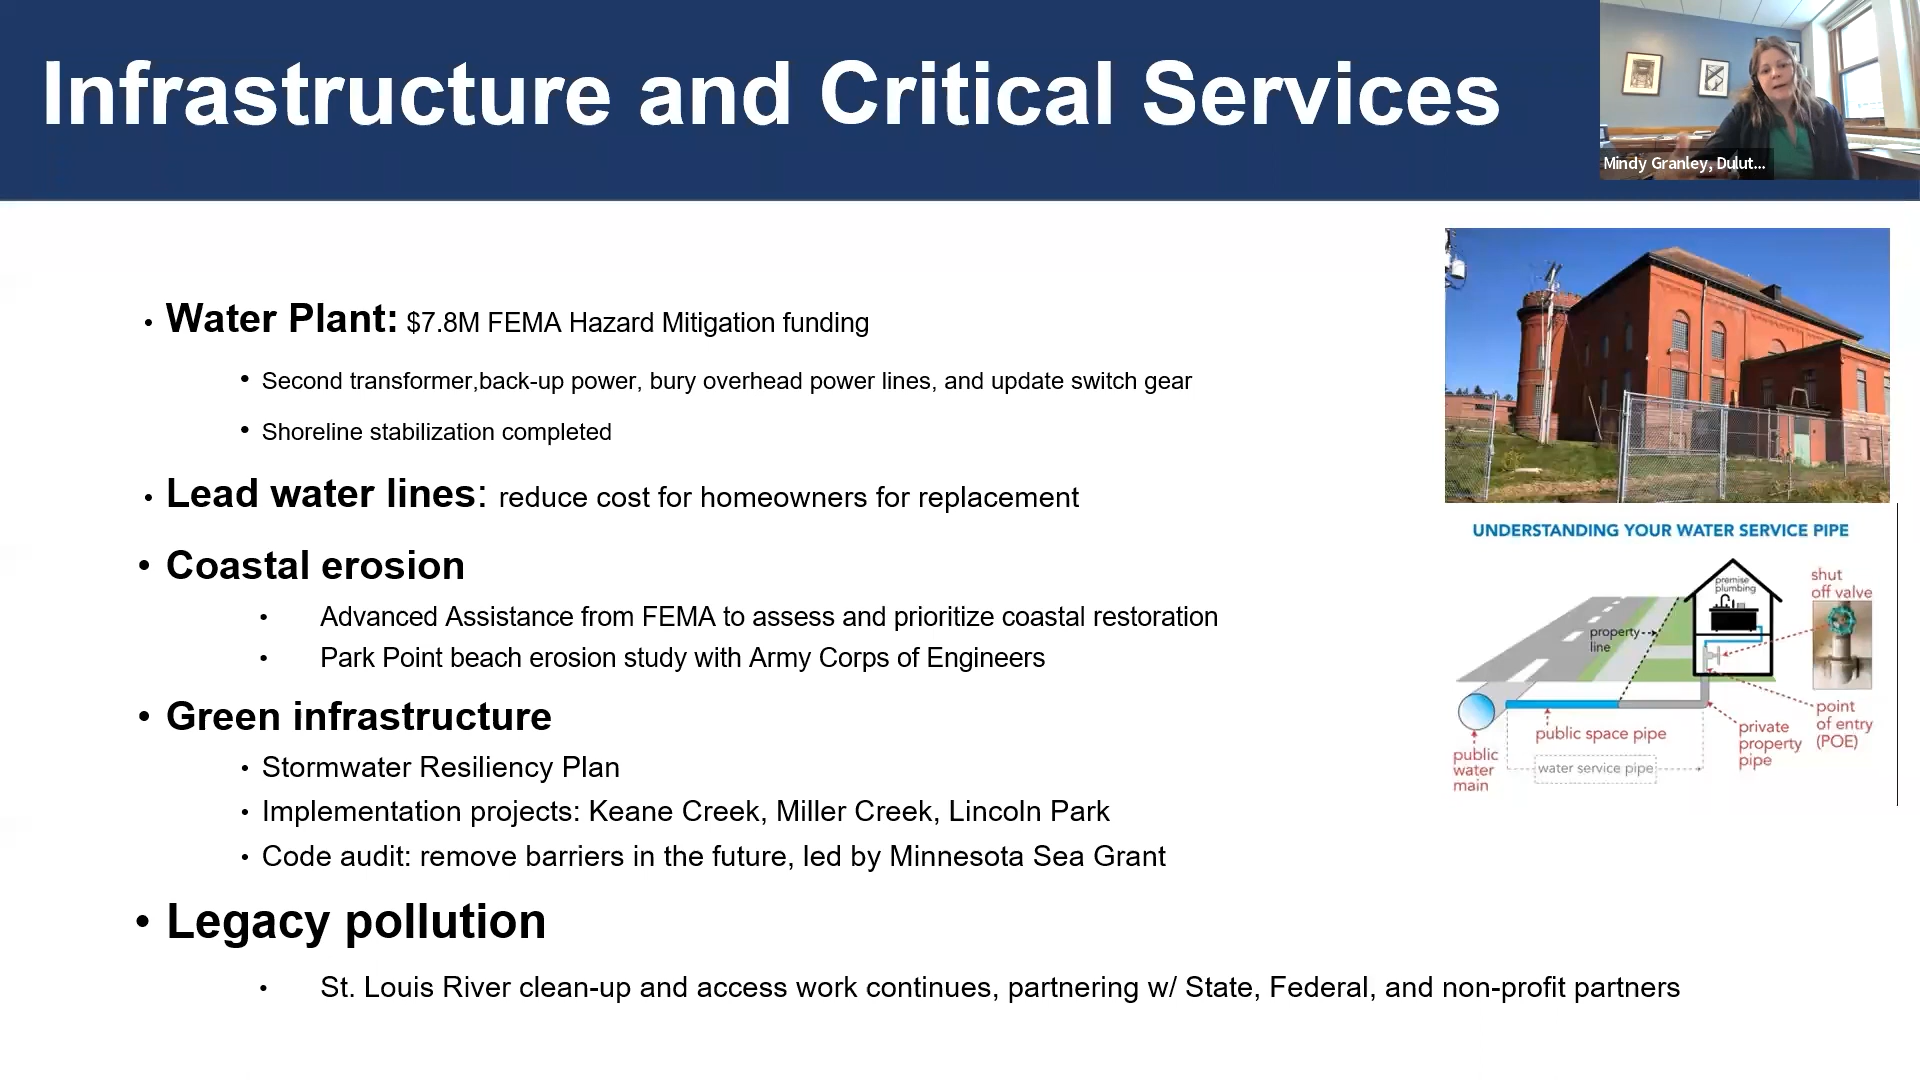 Infrastructure and Critical Services
Mindy Granley, Dulut...
• Water Plant: $7.8M FEMA Hazard Mitigation funding
• Second transformer,back-up power, bury overhead power lines, and update switch gear
• Shoreline stabilization completed
• Lead water lines: reduce cost for homeowners for replacement
• Coastal erosion
• Advanced Assistance from FEMA to assess and prioritize coastal restoration
• Park Point beach erosion study with Army Corps of Engineers
• Green infrastructure
• Stormwater Resiliency Plan
• Implementation projects: Keane Creek, Miller Creek, Lincoln Park
• Code audit: remove barriers in the future, led by Minnesota Sea Grant
• Legacy pollution
• St. Louis River clean-up and access work continues, partnering w/ State, Federal, and non-profit partners
UNDERSTANDING YOUR WATER SERVICE PIPE
premise
plumbing
shut
off valve
property
line
public space pipe
water service pipe
public
water
main
private
property
pipe
point
of entry
(POE)